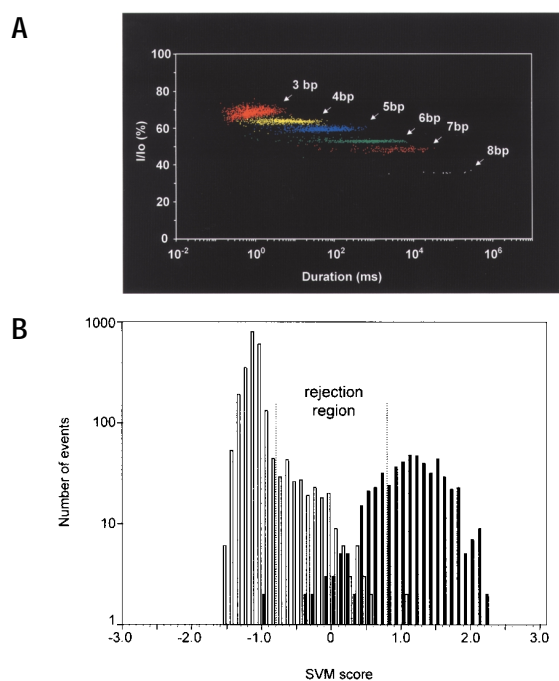 A
100
3 bp
4bp
80
5bp
6bp
7bp
60
8bp
I/Io (%)
40
20
0
10-2
100
102
104
106
Duration (ms)
B
1000
rejection
region
100
Number of events
10
1
-3.0
-2.0
-1.0
0
1.0
2.0
3.0
SVM score